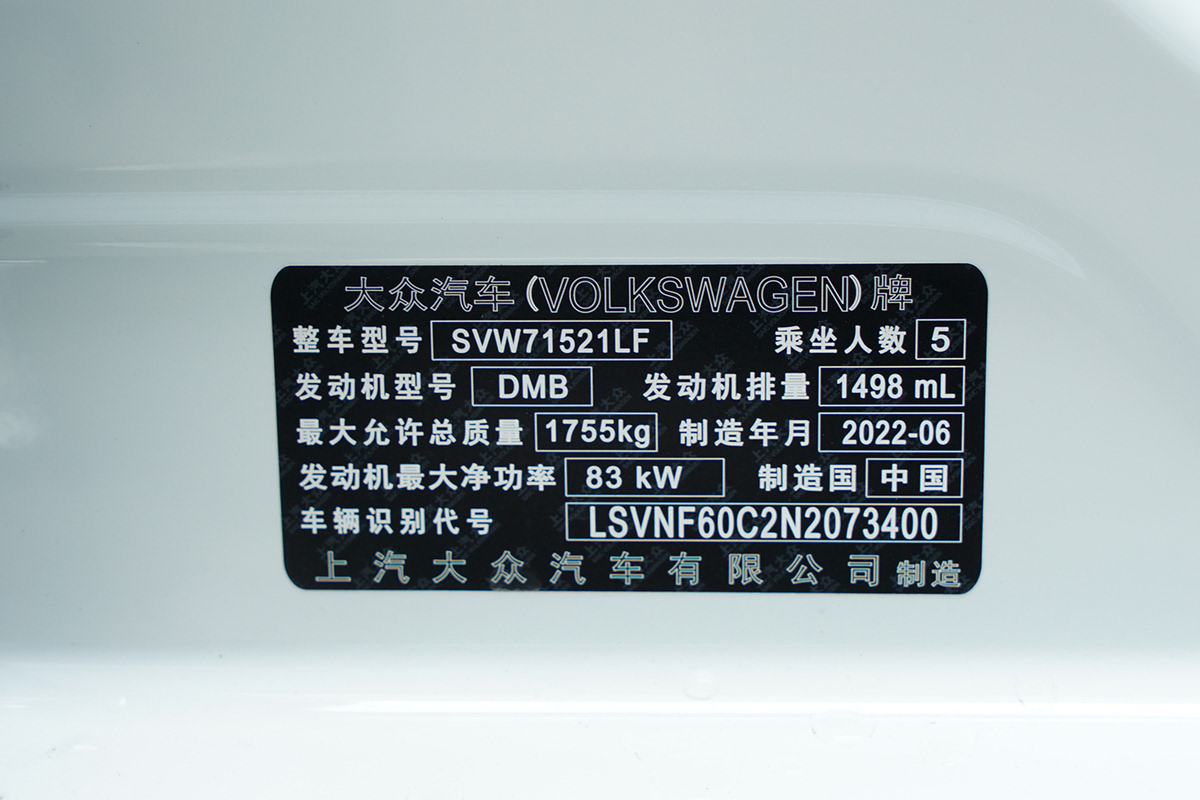 大众汽车(VOLKSWAGEN)牌
整车型号 SVW71521LF 乘坐人数 5
发动机型号 DMB 发动机排量 1498 mL
最大允许总质量 1755kg 制造年月 2022-06
发动机最大净功率 83 kW 制造国 中国
车辆识别代号 LSVNF60C2N2073400
上汽大众汽车有限公司 制造